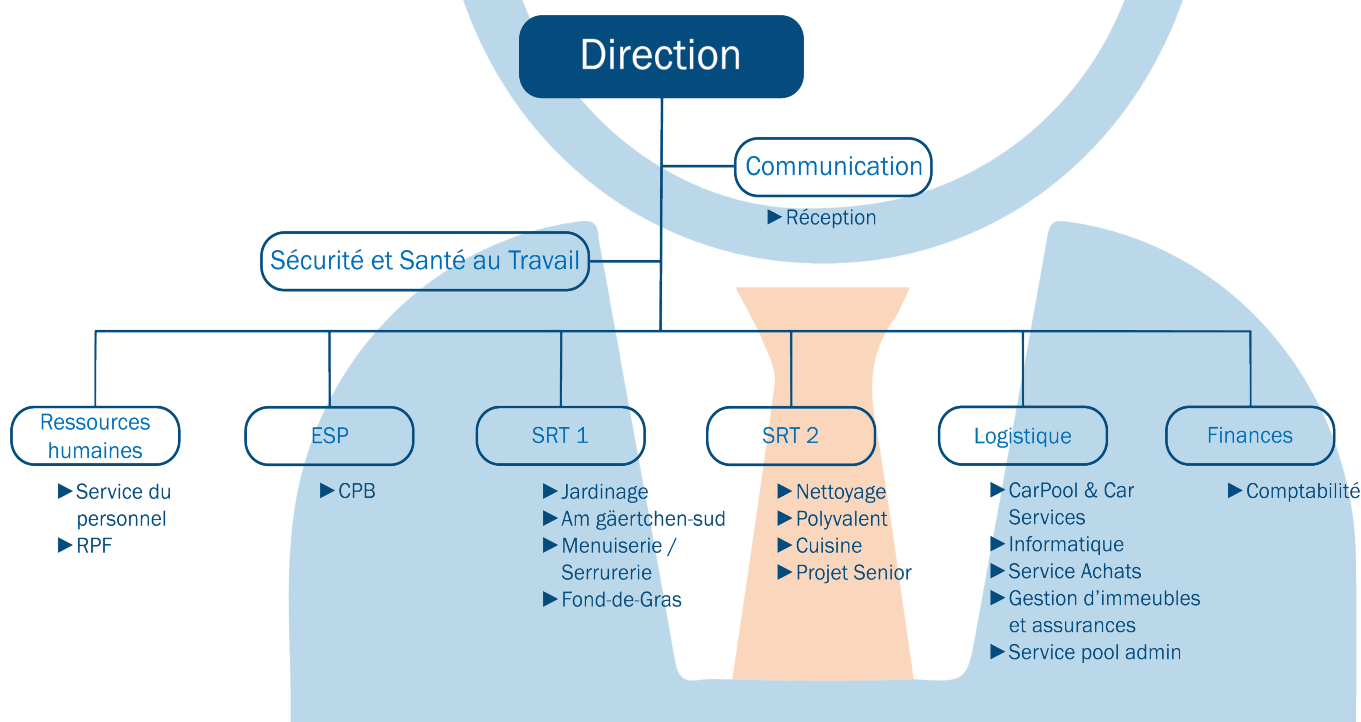 Direction
Communication
►Réception
Sécurité et Santé au Travail
Ressources
humaines
►Service du
personnel
►RPF
ESP
►CPB
SRT 1
►Jardinage
►Am gäertchen-sud
►Menuiserie /
Serrurerie
►Fond-de-Gras
SRT 2
►Nettoyage
►Polyvalent
►Cuisine
►Projet Senior
Logistique
►CarPool & Car
Services
►Informatique
►Service Achats
►Gestion d’immeubles
et assurances
►Service pool admin
Finances
►Comptabilité